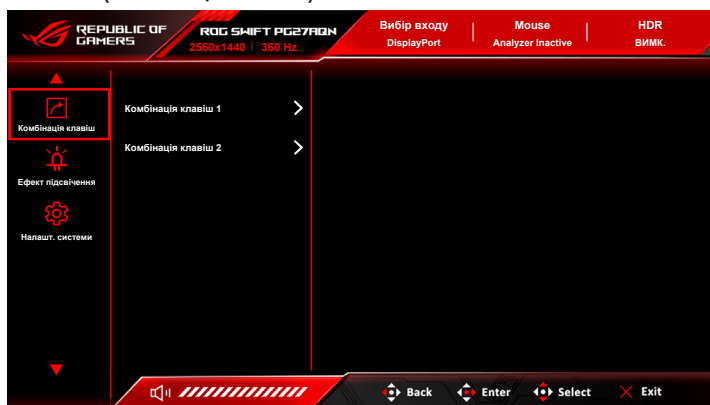 REPUBLIC OF
GAMERS
ROG SWIFT PG27AQN
2560x1440 | 360 Hz
Вибір входу
DisplayPort
Mouse
Analyzer Inactive
HDR
ВИМК.
Комбінація клавіш
Ефект підсвічення
Налашт. системи
Комбінація клавіш 1
Комбінація клавіш 2
Back
Enter
Select
Exit